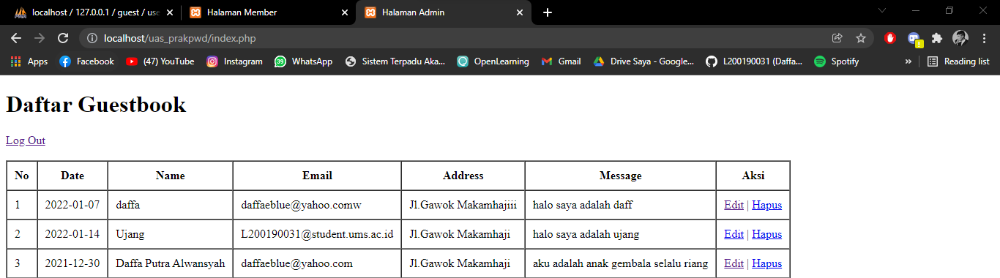 localhost / 127.0.0.1 / guest / use
Halaman Member
Halaman Admin
localhost/uas_prakpwd/index.php
Apps Facebook (47) YouTube Instagram 39 WhatsApp Sistem Terpadu Aka... OpenLearning Gmail Drive Saya - Google... L200190031 (Daffa... Spotify » Reading list
Daftar Guestbook
Log Out
No Date Name Email Address Message Aksi
1 2022-01-07 daffa daffaeblue@yahoo.comw Jl.Gawok Makamhajiiii halo saya adalah daff Edit | Hapus
2 2022-01-14 Ujang L200190031@student.ums.ac.id Jl.Gawok Makamhaji halo saya adalah ujang Edit | Hapus
3 2021-12-30 Daffa Putra Alwansyah daffaeblue@yahoo.com Jl.Gawok Makamhaji aku adalah anak gembala selalu riang Edit | Hapus